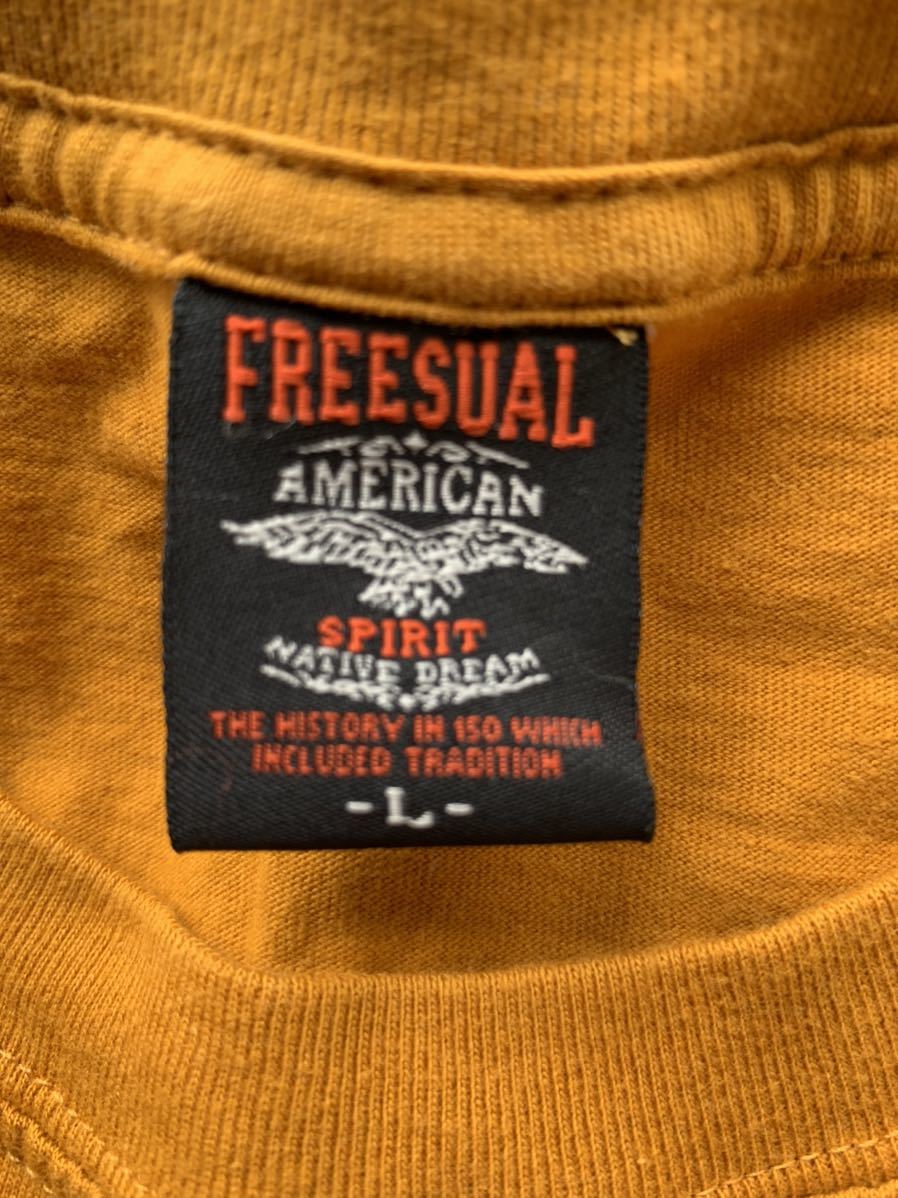 FREESUAL
AMERICAN
SPIRIT
NATIVE DREAM
THE HISTORY IN 150 WHICH
INCLUDED TRADITION
- L -